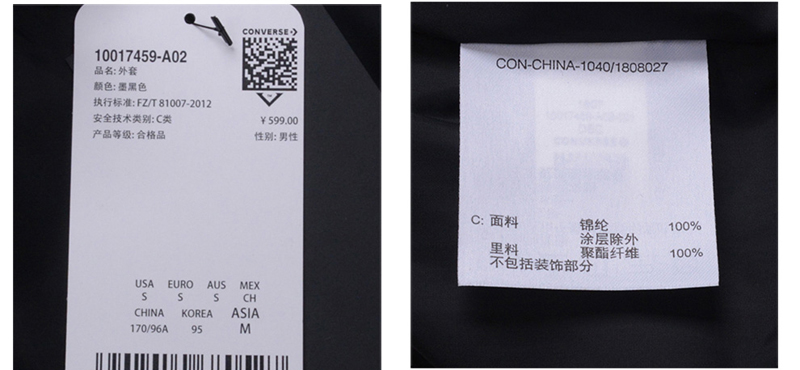 CONVERSE
10017459-A02
品名: 外套
颜色: 墨黑色
执行标准: FZ/T 81007-2012
安全技术类别: C类
¥ 599.00
产品等级: 合格品
性别: 男性
USA EURO AUS MEX
S S S CH
CHINA KOREA ASIA
170/96A 95 M
CON-CHINA-1040/1808027
C: 面料 锦纶 100%
涂层除外
里料 聚酯纤维 100%
不包括装饰部分